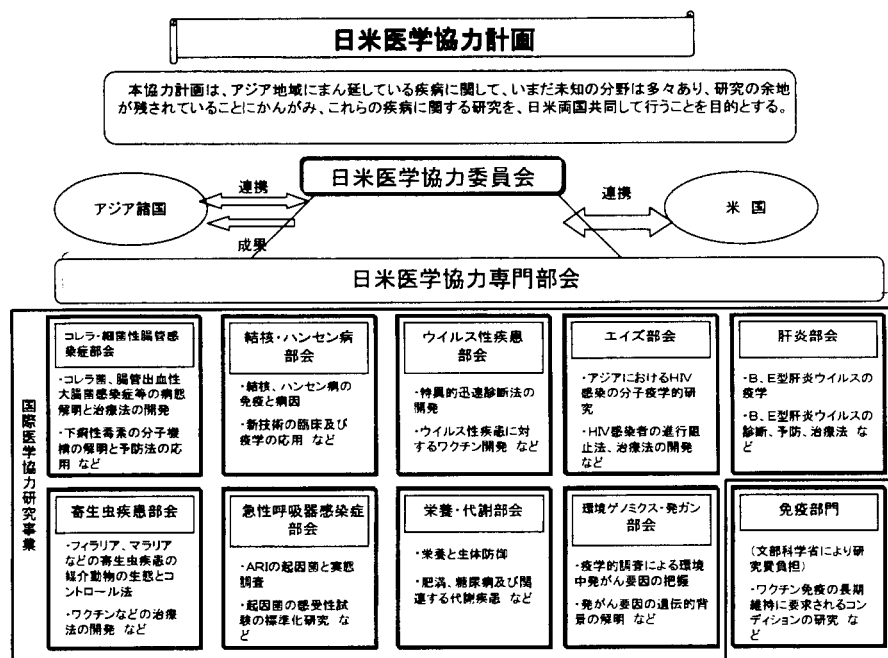 日米医学協力計画
本協力計画は、アジア地域にまん延している疾病に関して、いまだ未知の分野は多々あり、研究の余地
が残されていることにかんがみ、これらの疾病に関する研究を、日米両国共同して行うことを目的とする。
日米医学協力委員会
アジア諸国
連携
成果
連携
米 国
日米医学協力専門部会
国際医学協力研究事業
コレラ・細菌性腸管感
染症部会
・コレラ菌、腸管出血性
大腸菌感染症等の病態
解明と治療法の開発
・下痢性毒素の分子機
構の解明と予防法の応
用 など
結核・ハンセン病
部会
・結核、ハンセン病の
免疫と病因
・新技術の臨床及び
疫学の応用 など
ウイルス性疾患
部会
・特異的迅速診断法の
開発
・ウイルス性疾患に対
するワクチン開発 など
エイズ部会
・アジアにおけるHIV
感染の分子疫学的研
究
・HIV感染者の進行阻
止法、治療法の開発
など
肝炎部会
・B、E型肝炎ウイルスの
疫学
・B、E型肝炎ウイルスの
診断、予防、治療法 な
ど
寄生虫疾患部会
・フィラリア、マラリア
などの寄生虫疾患の
媒介動物の生態とコ
ントロール法
・ワクチンなどの治療
法の開発 など
急性呼吸器感染症
部会
・ARIの起因菌と実態
調査
・起因菌の感受性試
験の標準化研究 な
ど
栄養・代謝部会
・栄養と生体防御
・肥満、糖尿病及び関
連する代謝疾患 など
環境ゲノミクス・発ガン
部会
・疫学的調査による環境
中発がん要因の把握
・発がん要因の遺伝的背
景の解明 など
免疫部門
(文部科学省により研
究費負担)
・ワクチン免疫の長期
維持に要求されるコン
ディションの研究 な
ど